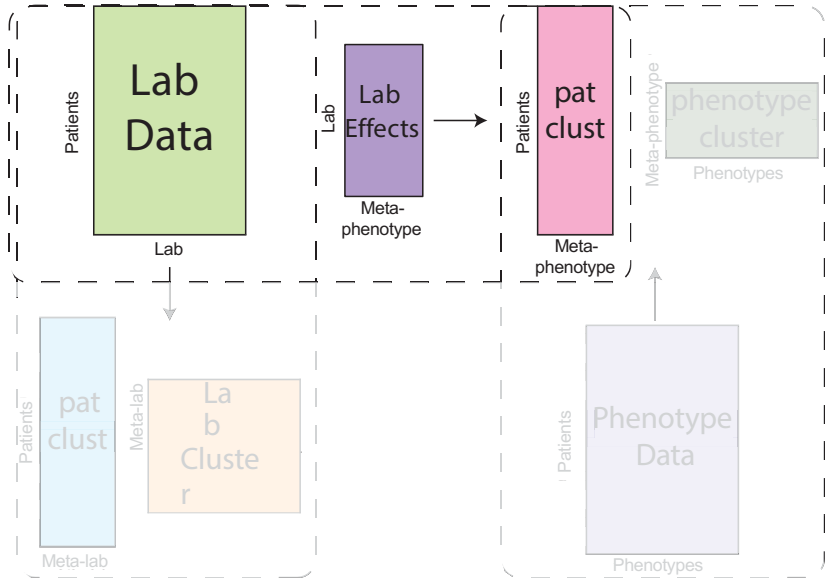 Patients
Lab
Data
Lab
Lab
Lab
Effects
Meta-
phenotype
Patients
pat
clust
Meta-
phenotype
Meta-phenotype
phenotype
cluster
Phenotypes
Patients
pat
clust
Meta-lab
Meta-lab
La
b
Cluste
r
Patients
Phenotype
Data
Phenotypes